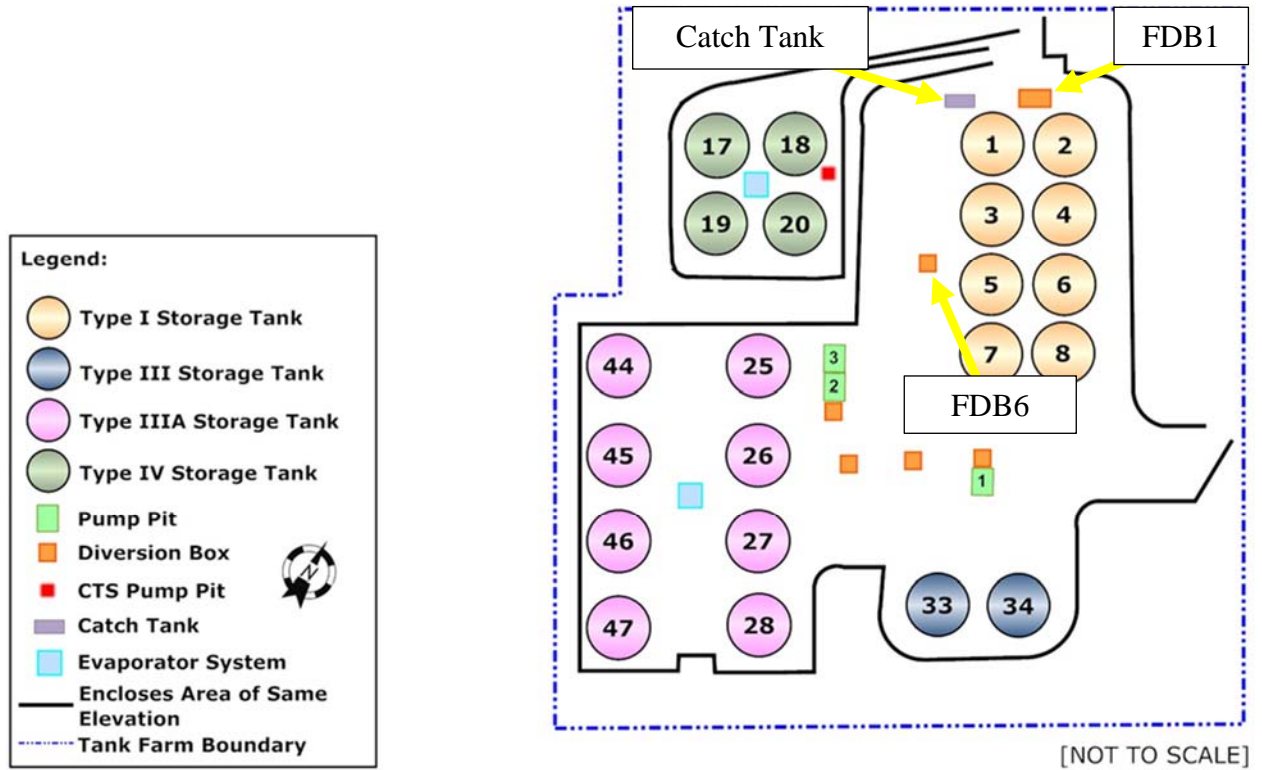 Catch Tank
FDB1
17
18
1
2
19
20
3
4
5
6
7
8
FDB6
44
25
3
2
45
26
1
46
27
33
34
47
28
Legend:
Type I Storage Tank
Type III Storage Tank
Type IIIA Storage Tank
Type IV Storage Tank
Pump Pit
Diversion Box
CTS Pump Pit
Catch Tank
Evaporator System
Encloses Area of Same
Elevation
Tank Farm Boundary
N
[NOT TO SCALE]